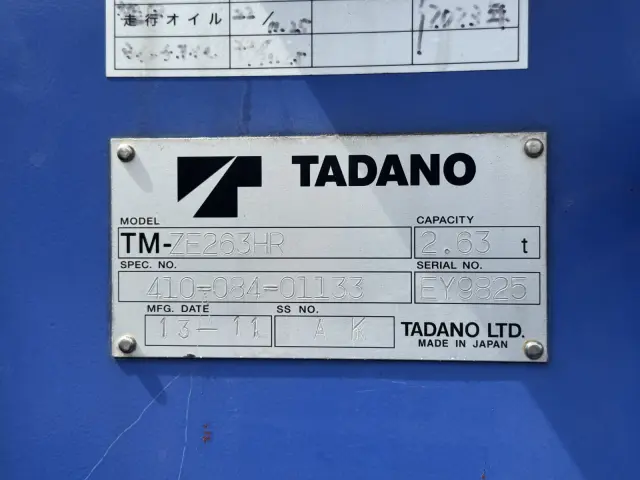 走行オイル
TADANO
MODEL
CAPACITY
TM-ZE263HR
2.63 t
SPEC. NO.
SERIAL NO.
410-084-01133
EY9825
MFG. DATE
SS NO.
13-11
A K
TADANO LTD.
MADE IN JAPAN